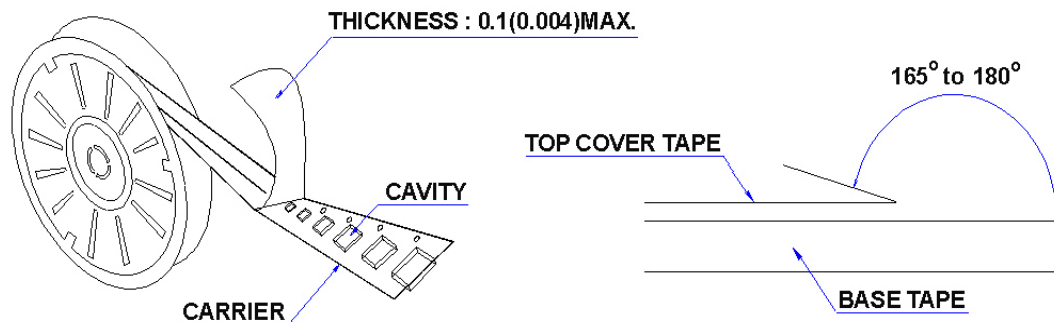 THICKNESS : 0.1(0.004)MAX.
CAVITY
CARRIER
165° to 180°
TOP COVER TAPE
BASE TAPE